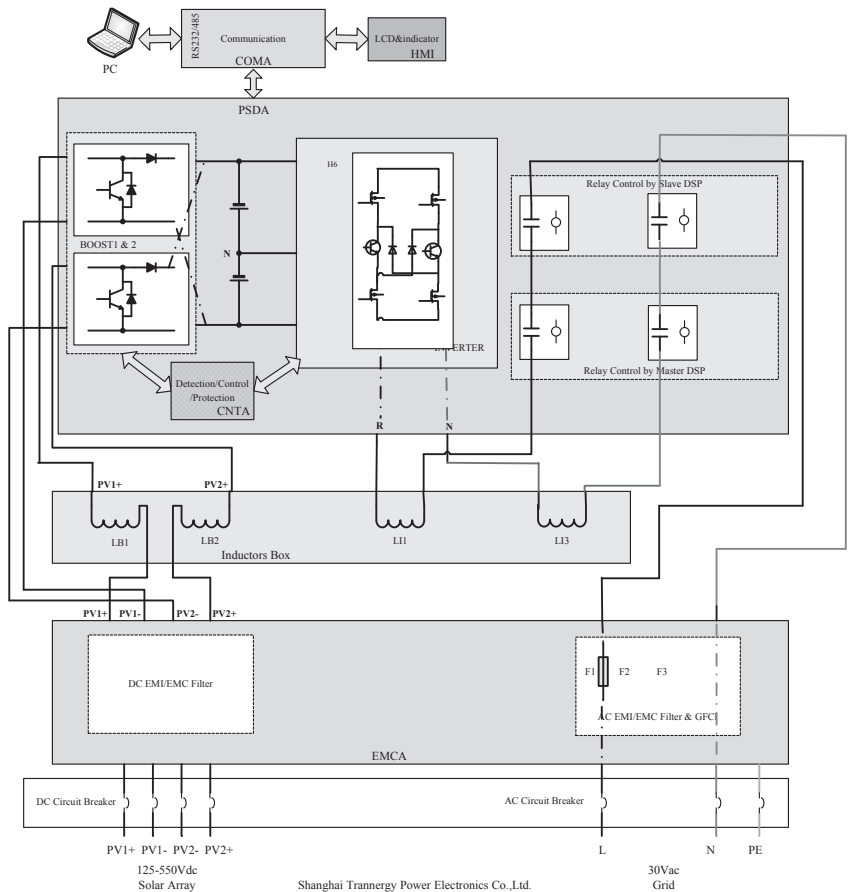 RS232/485
Communication
COMA
LCD&indicator
HMI
PC
PSDA
H6
Relay Control by Slave DSP
BOOST1 & 2
N
INVERTER
Relay Control by Master DSP
Detection/Control
/Protection
CNTA
R
N
PV1+
PV2+
LB1
LB2
LI1
LI3
Inductors Box
PV1+
PV1-
PV2-
PV2+
DC EMI/EMC Filter
F1
F2
F3
AC EMI/EMC Filter & GFCI
EMCA
DC Circuit Breaker
AC Circuit Breaker
PV1+
PV1-
PV2-
PV2+
L
N
PE
125-550Vdc
Solar Array
Shanghai Trannergy Power Electronics Co.,Ltd.
30Vac
Grid